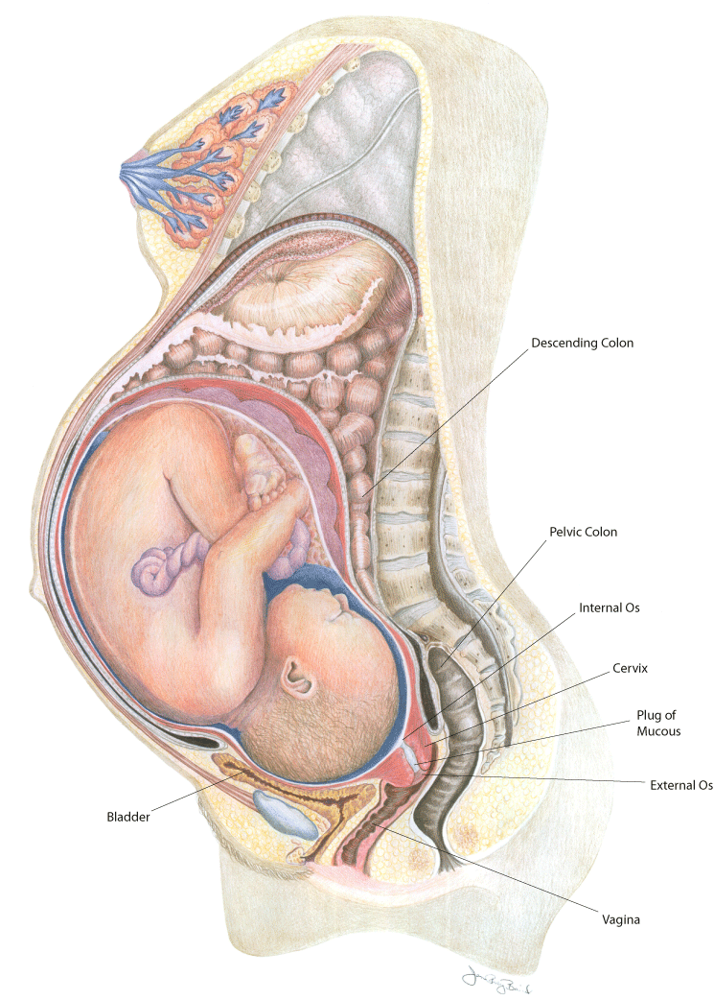 Descending Colon
Pelvic Colon
Internal Os
Cervix
Plug of
Mucous
External Os
Bladder
Vagina